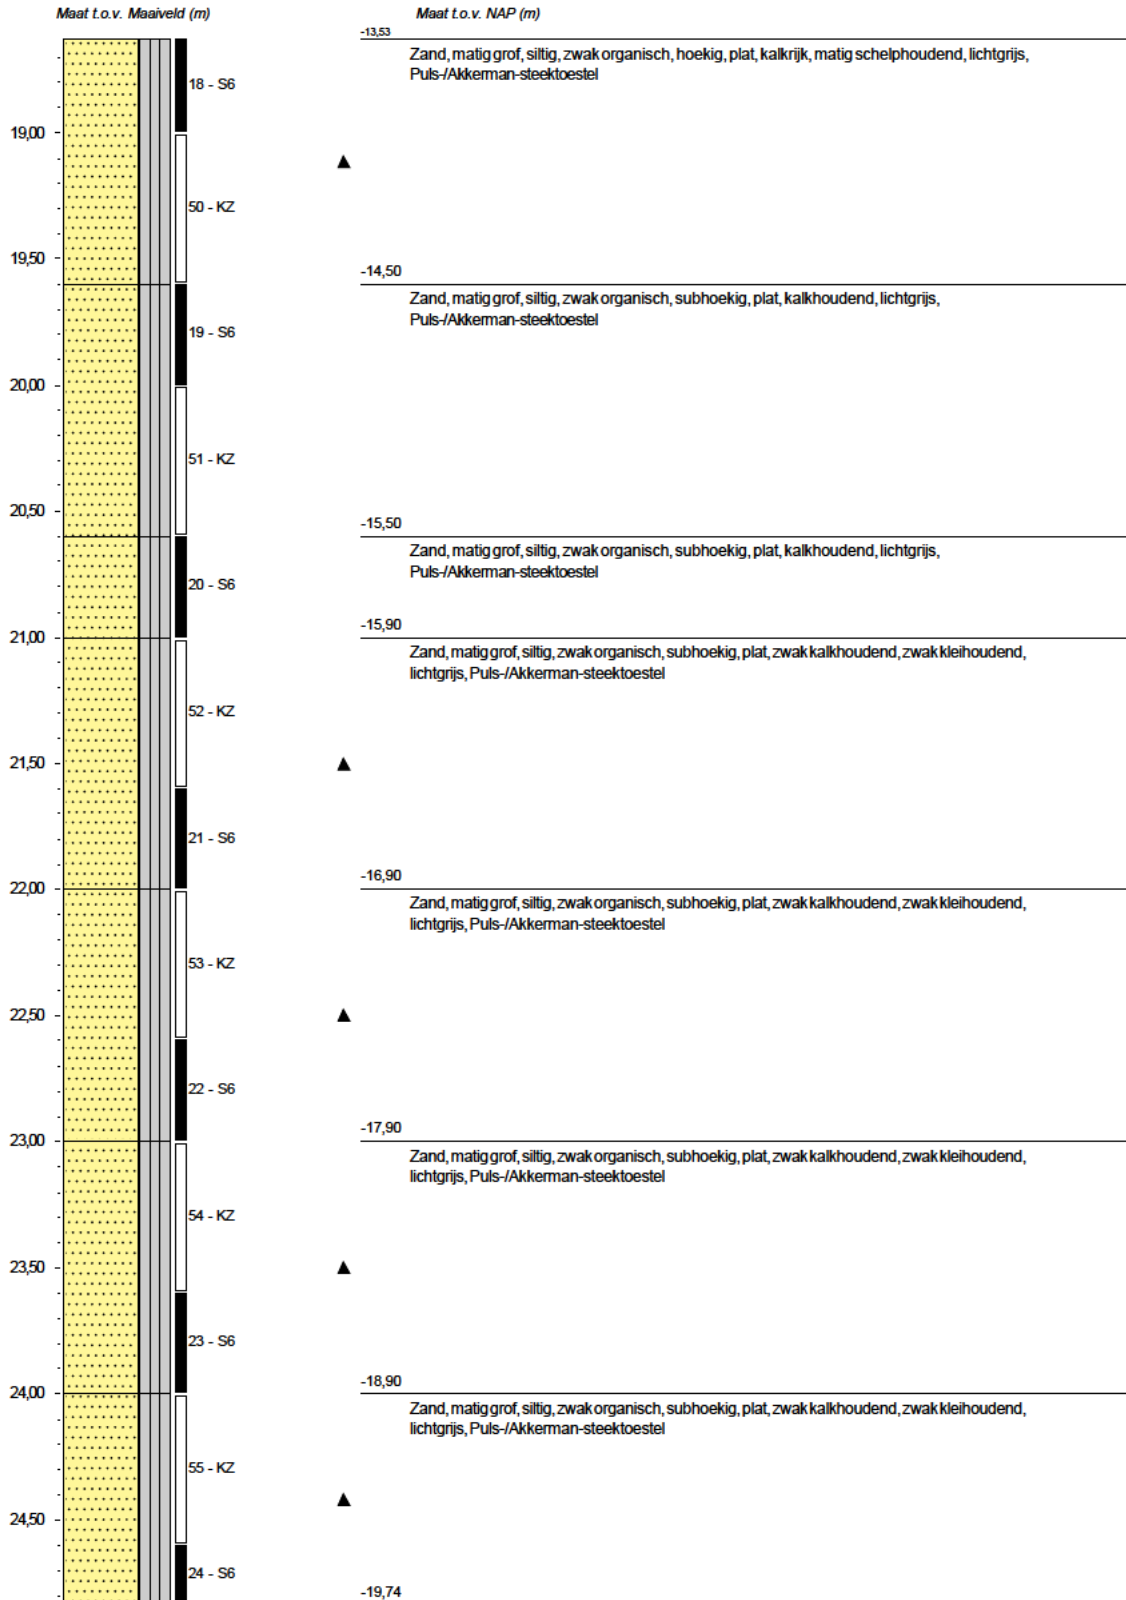 Maat t.o.v. Maaiveld (m)
Maat t.o.v. NAP (m)
-13,53
Zand, matig grof, siltig, zwak organisch, hoekig, plat, kalkrijk, matig schelphoudend, lichtgrijs,
Puls-/Akkerman-steektoestel
18 - S6
19,00
50 - KZ
19,50
-14,50
Zand, matig grof, siltig, zwak organisch, subhoekig, plat, kalkhoudend, lichtgrijs,
Puls-/Akkerman-steektoestel
19 - S6
20,00
51 - KZ
20,50
-15,50
Zand, matig grof, siltig, zwak organisch, subhoekig, plat, kalkhoudend, lichtgrijs,
Puls-/Akkerman-steektoestel
20 - S6
-15,90
21,00
Zand, matig grof, siltig, zwak organisch, subhoekig, plat, zwak kalkhoudend, zwak kleihoudend,
lichtgrijs, Puls-/Akkerman-steektoestel
52 - KZ
21,50
21 - S6
-16,90
22,00
Zand, matig grof, siltig, zwak organisch, subhoekig, plat, zwak kalkhoudend, zwak kleihoudend,
lichtgrijs, Puls-/Akkerman-steektoestel
53 - KZ
22,50
22 - S6
-17,90
23,00
Zand, matig grof, siltig, zwak organisch, subhoekig, plat, zwak kalkhoudend, zwak kleihoudend,
lichtgrijs, Puls-/Akkerman-steektoestel
54 - KZ
23,50
23 - S6
-18,90
24,00
Zand, matig grof, siltig, zwak organisch, subhoekig, plat, zwak kalkhoudend, zwak kleihoudend,
lichtgrijs, Puls-/Akkerman-steektoestel
55 - KZ
24,50
24 - S6
-19,74